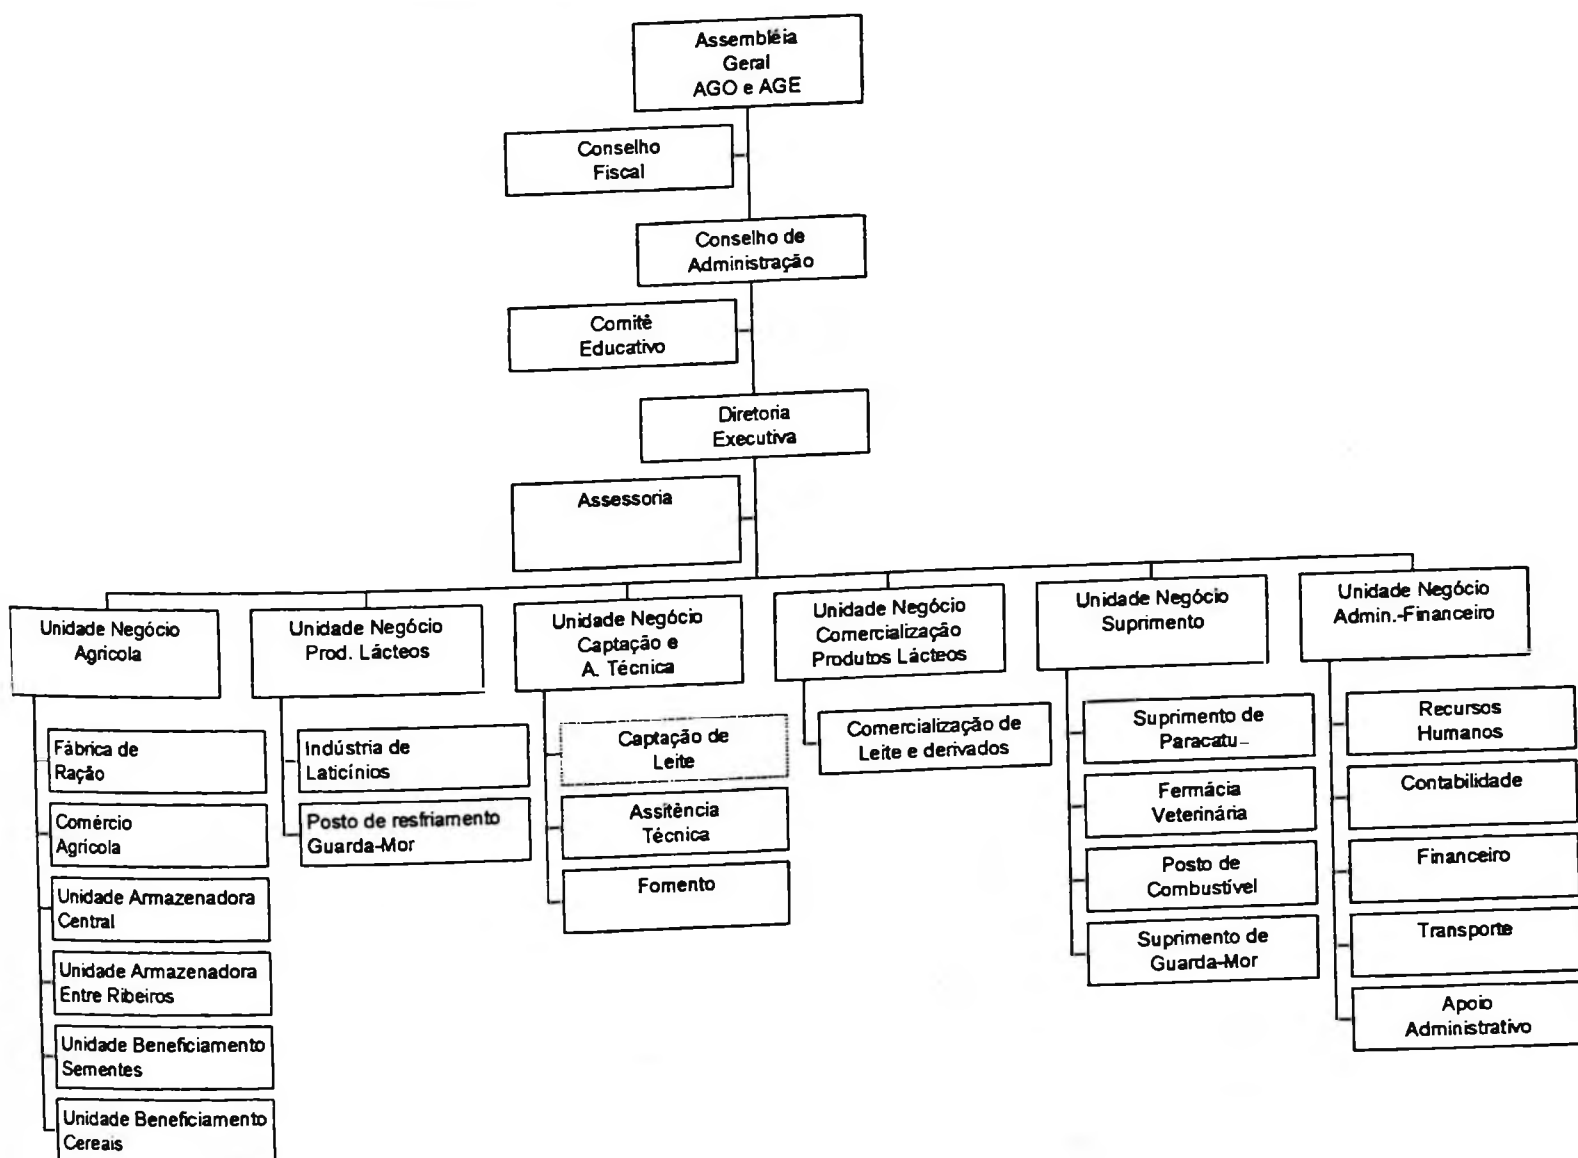 Assembléia
Geral
AGO e AGE
Conselho
Fiscal
Conselho de
Administração
Comitê
Educativo
Diretoria
Executiva
Assessoria
Unidade Negócio
Agrícola
Unidade Negócio
Prod. Lácteos
Unidade Negócio
Captação e
A. Técnica
Unidade Negócio
Comercialização
Produtos Lácteos
Unidade Negócio
Suprimento
Unidade Negócio
Admin.-Financeiro
Fábrica de
Ração
Comércio
Agrícola
Unidade Armazenadora
Central
Unidade Armazenadora
Entre Ribeiros
Unidade Beneficiamento
Sementes
Unidade Beneficiamento
Cereais
Indústria de
Laticínios
Posto de resfriamento
Guarda-Mor
Captação de
Leite
Assitência
Técnica
Fomento
Comercialização de
Leite e derivados
Suprimento de
Paracatu
Fermácia
Veterinária
Posto de
Combustível
Suprimento de
Guarda-Mor
Recursos
Humanos
Contabilidade
Financeiro
Transporte
Apoio
Administrativo